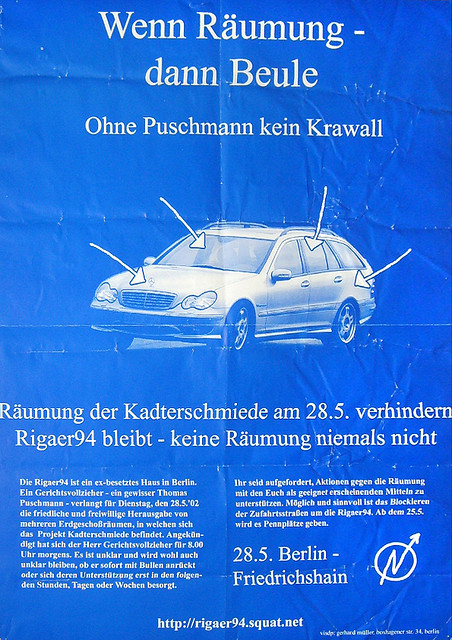 Wenn Räumung -
dann Beule
Ohne Puschmann kein Krawall
Räumung der Kadterschmiede am 28.5. verhindern
Rigaer94 bleibt - keine Räumung niemals nicht
Die Rigaer94 ist ein ex-besetztes Haus in Berlin.
Ein Gerichtsvollzieher - ein gewisser Thomas
Puschmann - verlangt für Dienstag, den 28.5.'02
die friedliche und freiwillige Herausgabe von
mehreren Erdgeschoßräumen, in welchen sich
das Projekt Kadterschmiede befindet. Angekün-
digt hat sich der Herr Gerichtsvollzieher für 8.00
Uhr morgens. Es ist unklar und wird wohl auch
unklar bleiben, ob er sofort mit Bullen anrückt
oder sich deren Unterstützung erst in den folgen-
den Stunden, Tagen oder Wochen besorgt.
Ihr seid aufgefordert, Aktionen gegen die Räumung
mit den Euch als geeignet erscheinenden Mitteln zu
unterstützen. Möglich und sinnvoll ist das Blockieren
der Zufahrtsstraßen um die Rigaer94. Ab dem 25.5.
wird es Pennplätze geben.
28.5. Berlin -
Friedrichshain
http://rigaer94.squat.net
visdp: gerhard müller, boxhagener str. 34, berlin